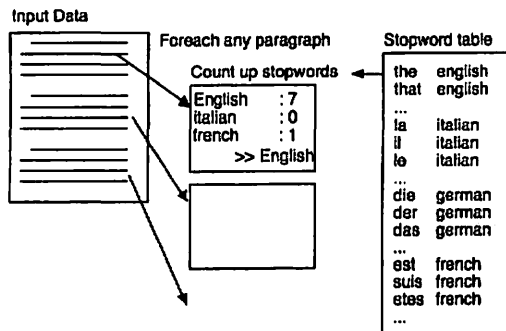 Input Data
Foreach any paragraph
Count up stopwords
English : 7
italian : 0
french : 1
>> English
Stopword table
the english
that english
...
la italian
il italian
le italian
...
die german
der german
das german
...
est french
suis french
etes french
...